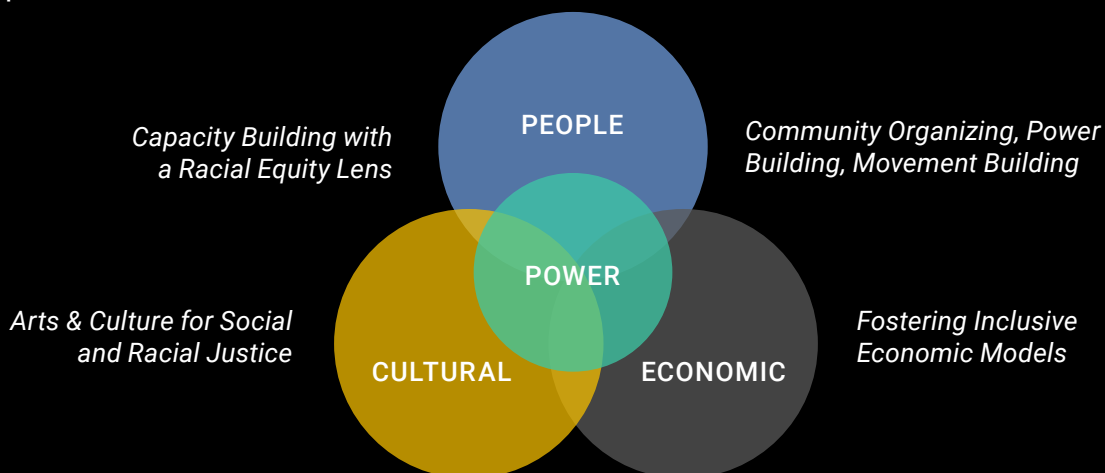 PEOPLE
Capacity Building with
a Racial Equity Lens
Community Organizing, Power
Building, Movement Building
POWER
Arts & Culture for Social
and Racial Justice
CULTURAL
ECONOMIC
Fostering Inclusive
Economic Models